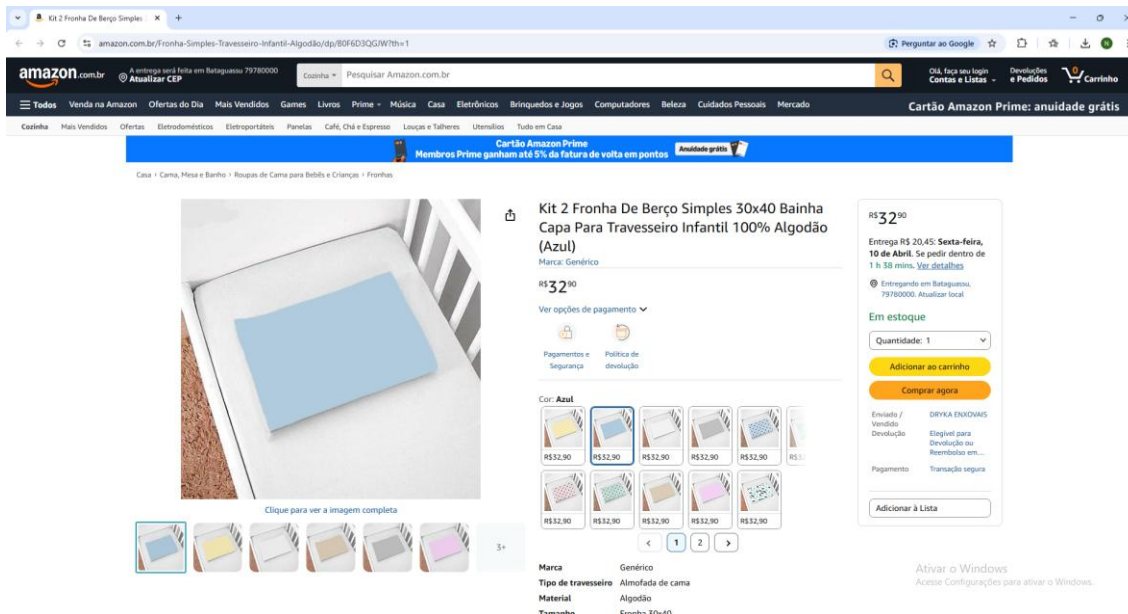 Kit 2 Fronha De Berço Simples
amazon.com.br/Fronha-Simples-Travesseiro-Infantil-Algodão/dp/B0F6D3QGJW?th=1
Perguntar ao Google
amazon.com.br
A entrega será feita em Bataguassu 79780000
Atualizar CEP
Cozinha
Pesquisar Amazon.com.br
Olá, faça seu login
Contas e Listas
Devoluções
e Pedidos
0
Carrinho
Todos Venda na Amazon Ofertas do Dia Mais Vendidos Games Livros Prime Música Casa Eletrônicos Brinquedos e Jogos Computadores Beleza Cuidados Pessoais Mercado
Cartão Amazon Prime: anuidade grátis
Cozinha Mais Vendidos Ofertas Eletrodomésticos Eletroportáteis Panelas Café, Chá e Espresso Louças e Talheres Utensílios Tudo em Casa
Cartão Amazon Prime
Membros Prime ganham até 5% da fatura de volta em pontos
Anuidade grátis
Casa › Cama, Mesa e Banho › Roupas de Cama para Bebês e Crianças › Fronhas
Clique para ver a imagem completa
3+
Kit 2 Fronha De Berço Simples 30x40 Bainha
Capa Para Travesseiro Infantil 100% Algodão
(Azul)
Marca: Genérico
R$3290
Ver opções de pagamento
Pagamentos e
Segurança
Política de
devolução
Cor: Azul
R$32,90 R$32,90 R$32,90 R$32,90 R$32,90
R$32,90 R$32,90 R$32,90 R$32,90 R$32,90
1 2
Marca Genérico
Tipo de travesseiro Almofada de cama
Material Algodão
Tamanho Fronha 30x40
R$3290
Entrega R$ 20,45: Sexta-feira,
10 de Abril. Se pedir dentro de
1 h 38 mins. Ver detalhes
Entregando em Bataguassu,
79780000. Atualizar local
Em estoque
Quantidade: 1
Adicionar ao carrinho
Comprar agora
Enviado /
Vendido
DRYKA ENXOVAIS
Devolução
Elegível para
Devolução ou
Reembolso em...
Pagamento
Transação segura
Adicionar à Lista
Ativar o Windows
Acesse Configurações para ativar o Windows.